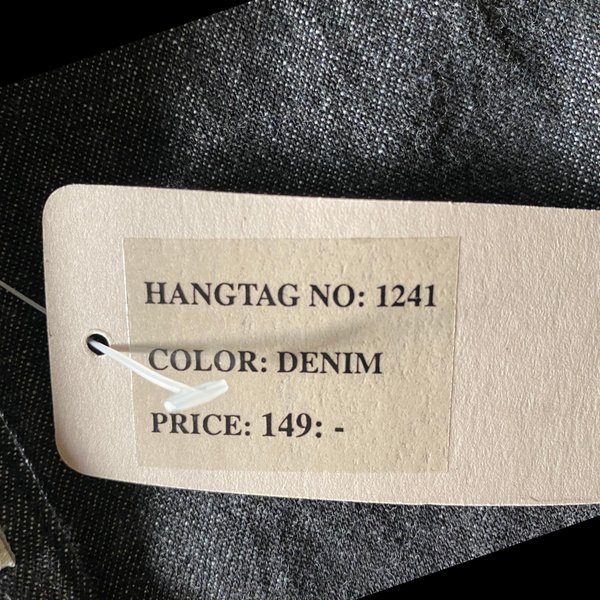 HANGTAG NO: 1241
COLOR: DENIM
PRICE: 149: -